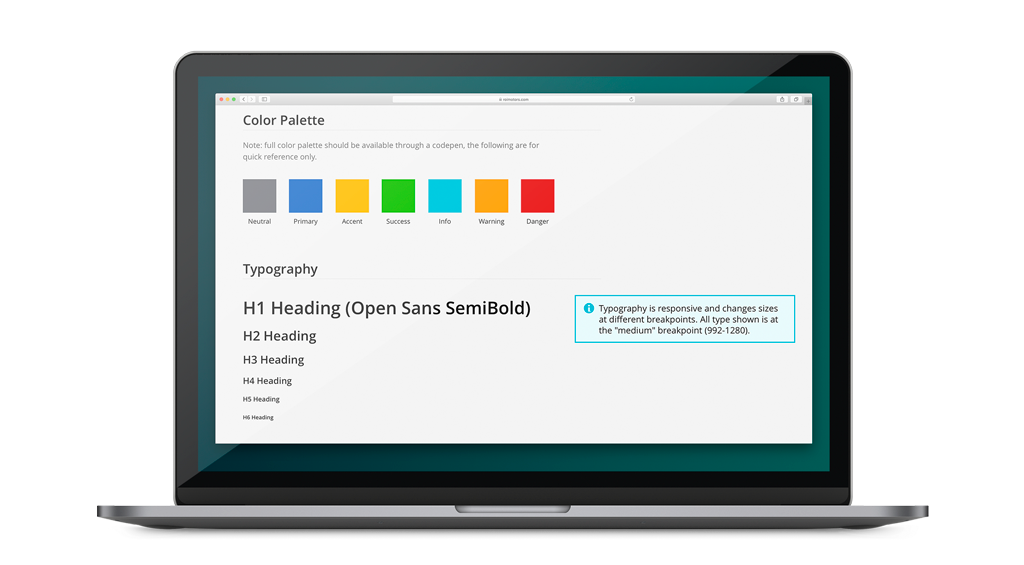 Color Palette
Note: full color palette should be available through a codepen, the following are for
quick reference only.
Neutral Primary Accent Success Info Warning Danger
Typography
H1 Heading (Open Sans SemiBold)
Typography is responsive and changes sizes
at different breakpoints. All type shown is at
the "medium" breakpoint (992-1280).
H2 Heading
H3 Heading
H4 Heading
H5 Heading
H6 Heading